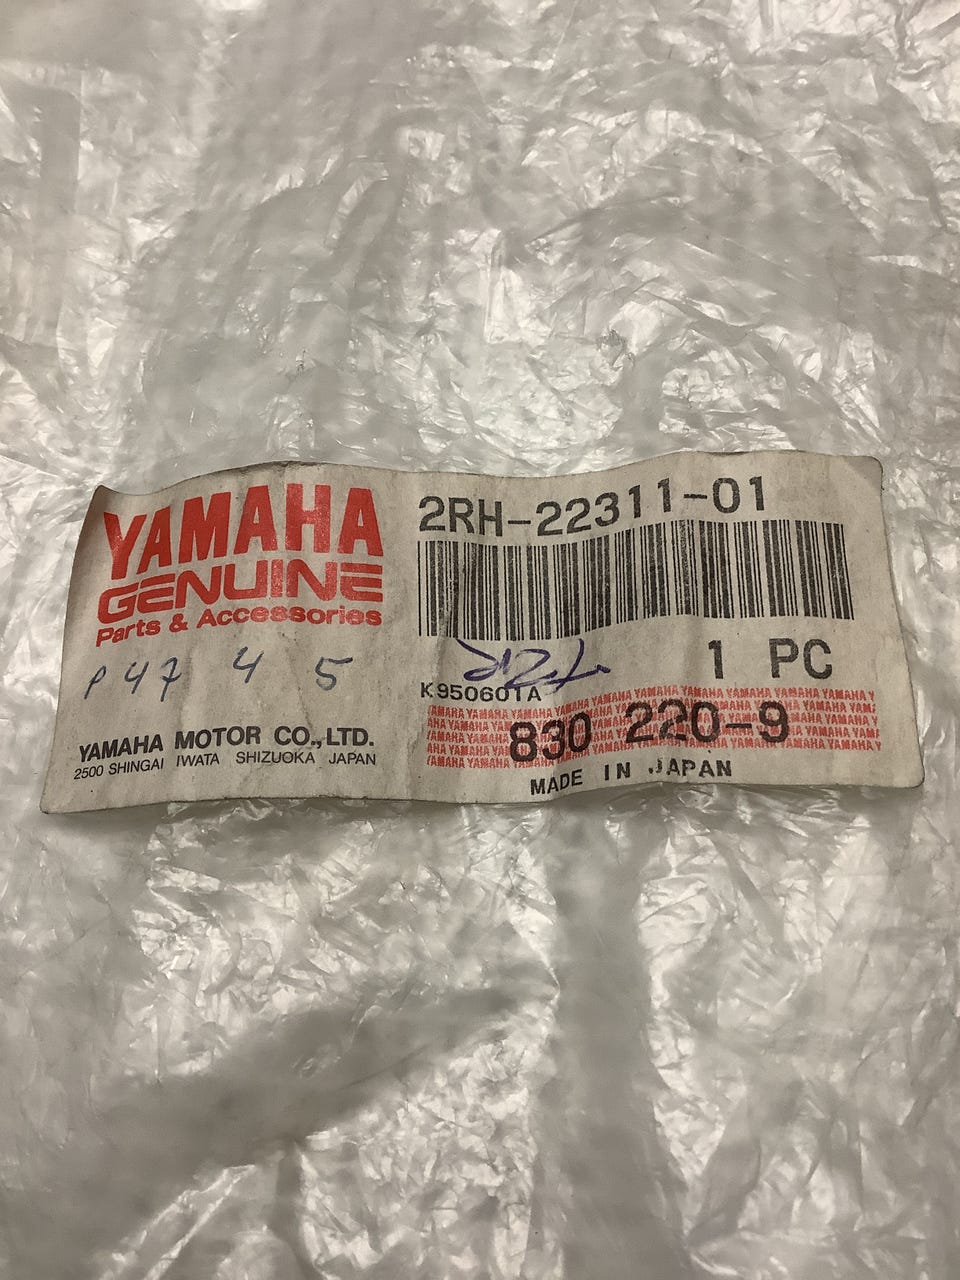 YAMAHA
GENUINE
Parts & Accessories
P47 4 5
YAMAHA MOTOR CO.,LTD.
2500 SHINGAI IWATA SHIZUOKA JAPAN
2RH-22311-01
1 PC
K950601A
830 220-9
MADE IN JAPAN